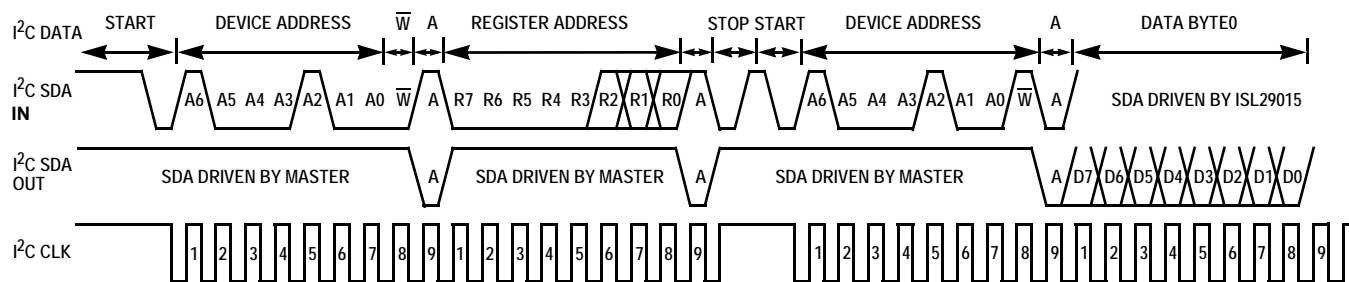 I²C DATA START DEVICE ADDRESS W̅ A REGISTER ADDRESS STOP START DEVICE ADDRESS A DATA BYTE0
I²C SDA IN A6 A5 A4 A3 A2 A1 A0 W̅ A R7 R6 R5 R4 R3 R2 R1 R0 A A6 A5 A4 A3 A2 A1 A0 W̅ A SDA DRIVEN BY ISL29015
I²C SDA OUT SDA DRIVEN BY MASTER A SDA DRIVEN BY MASTER A SDA DRIVEN BY MASTER A D7 D6 D5 D4 D3 D2 D1 D0
I²C CLK 1 2 3 4 5 6 7 8 9 1 2 3 4 5 6 7 8 9 1 2 3 4 5 6 7 8 9 1 2 3 4 5 6 7 8 9